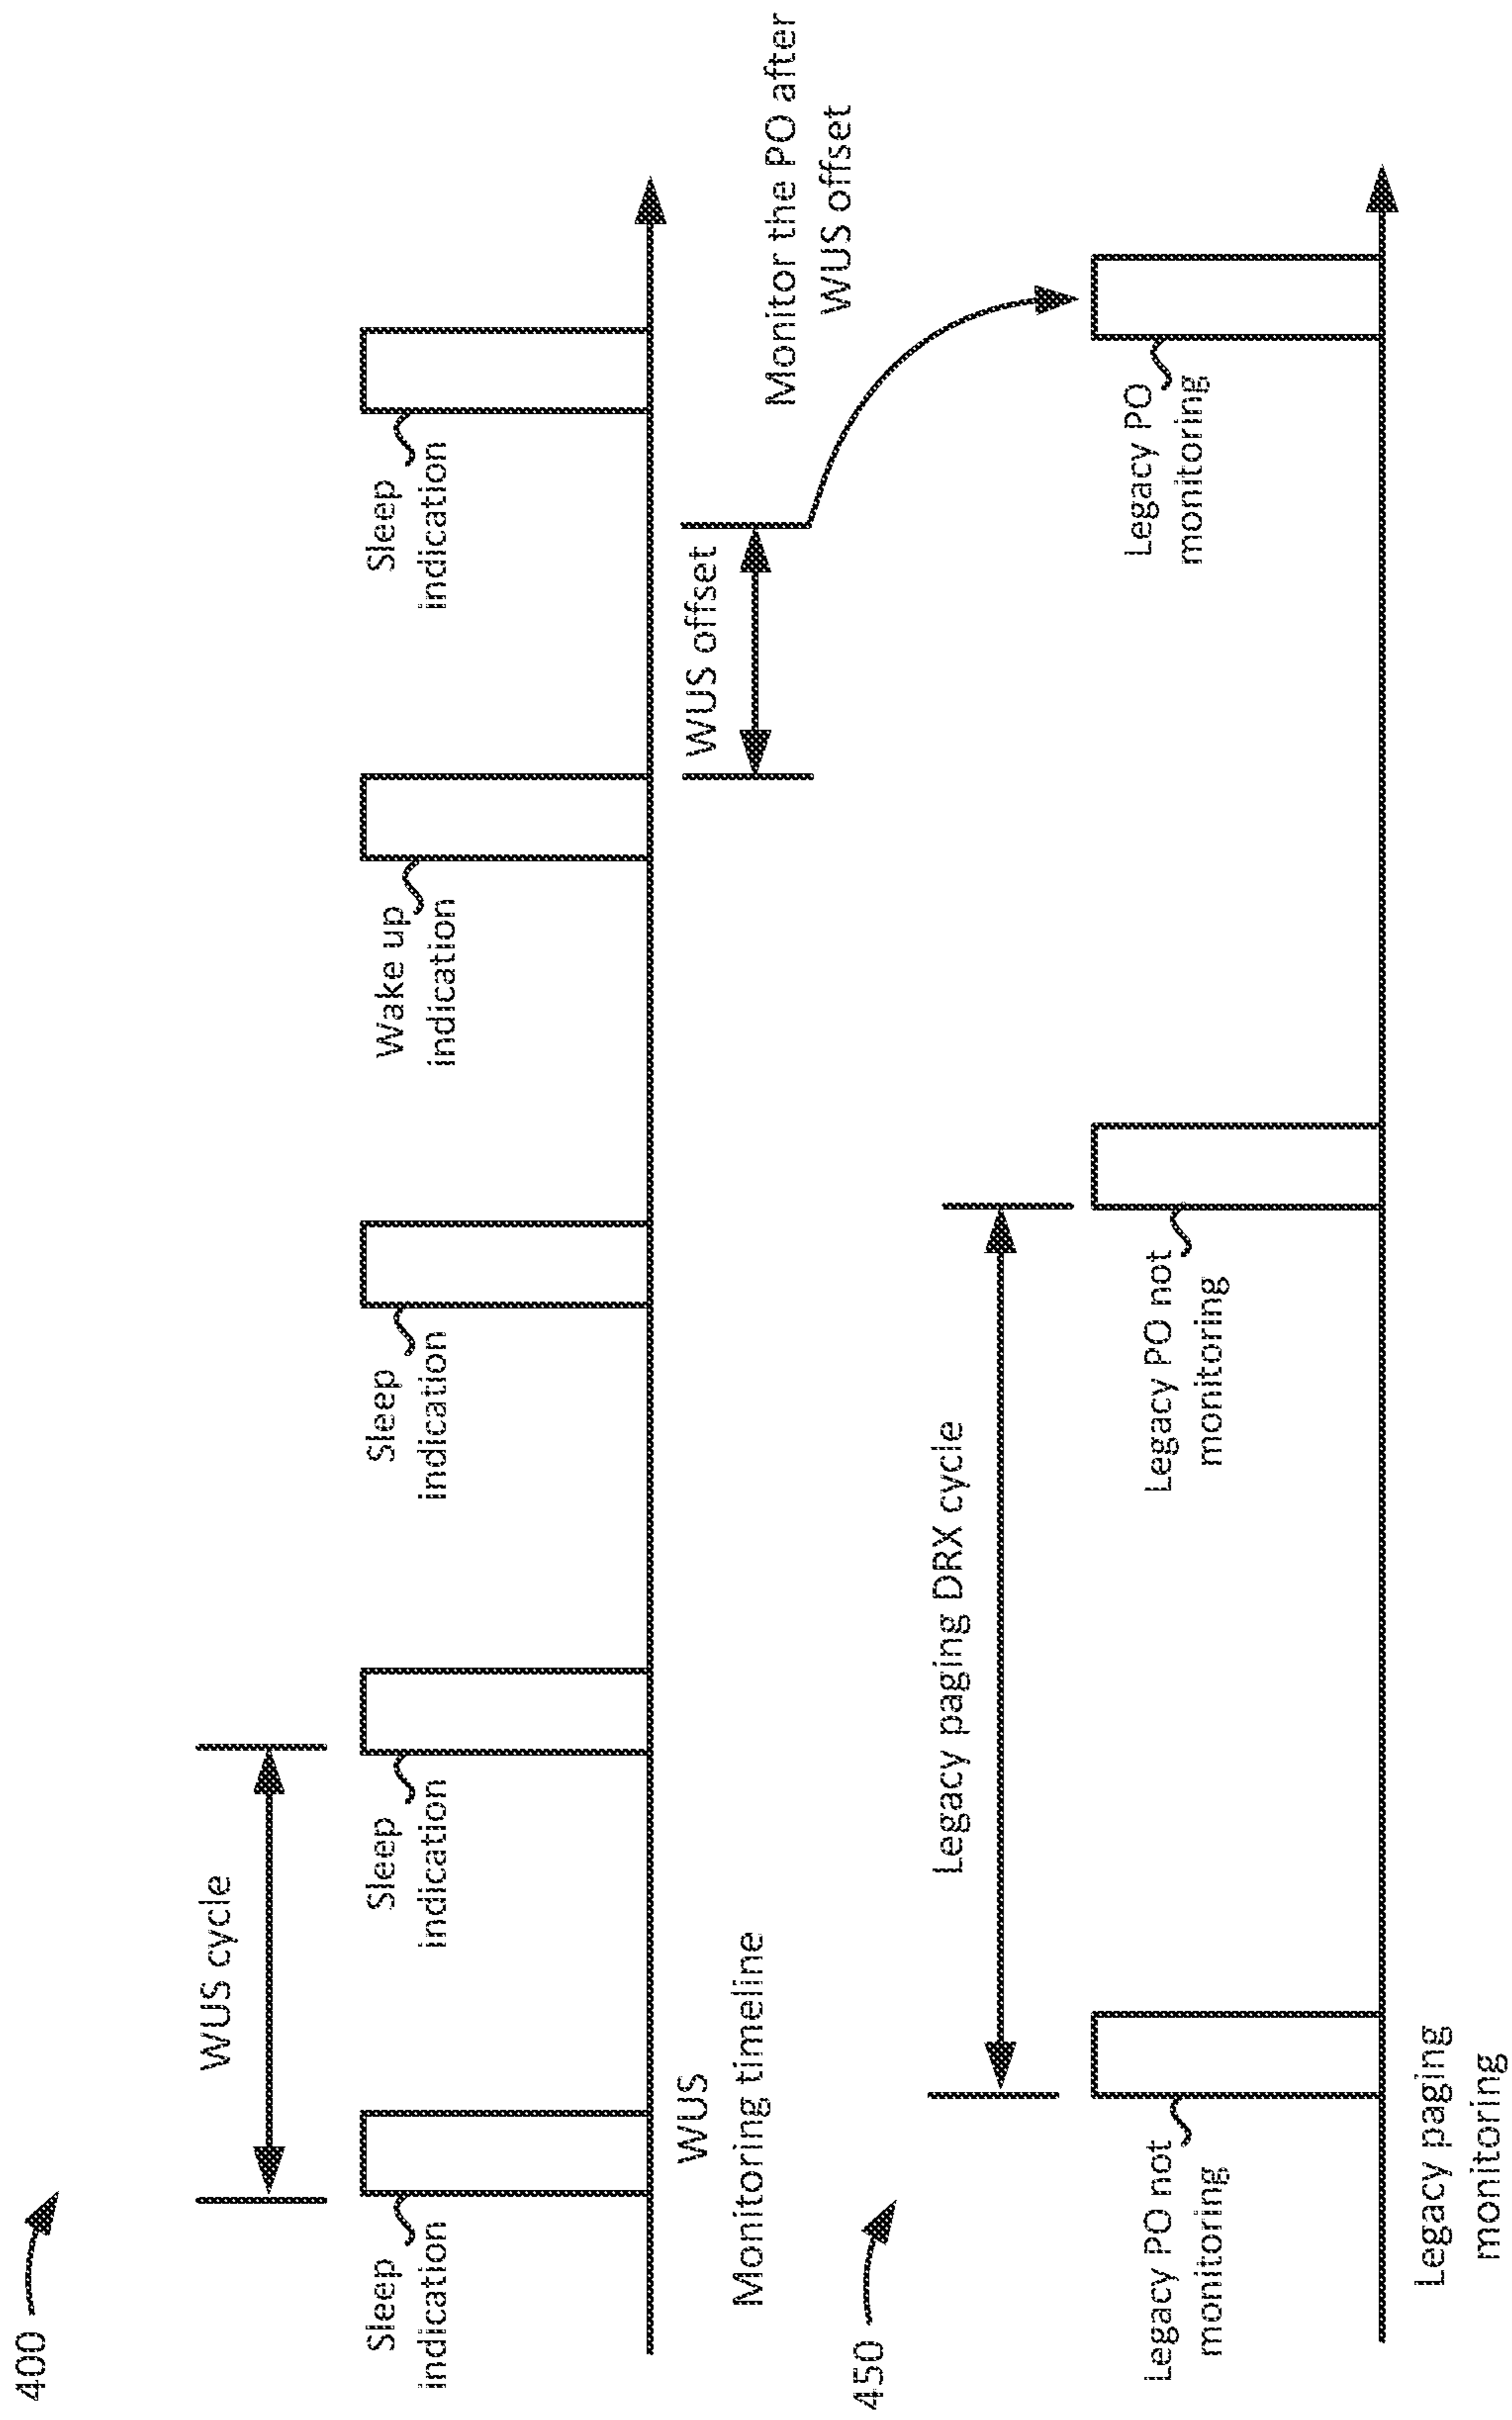 400
WUS cycle
Sleep
indication
Sleep
indication
Sleep
indication
Wake up
indication
Sleep
indication
WUS
Monitoring timeline
WUS offset
Monitor the PO after
WUS offset
450
Legacy paging DRX cycle
Legacy PO not
monitoring
Legacy PO not
monitoring
Legacy PO
monitoring
Legacy paging
monitoring